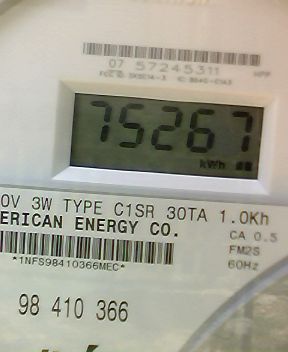 07 57245311
HPP
75267
kWh
0V 3W TYPE C1SR 30TA 1.0Kh
ERICAN ENERGY CO.
CA 0.5
FM2S
*1NFS98410366MEC*
60Hz
98 410 366